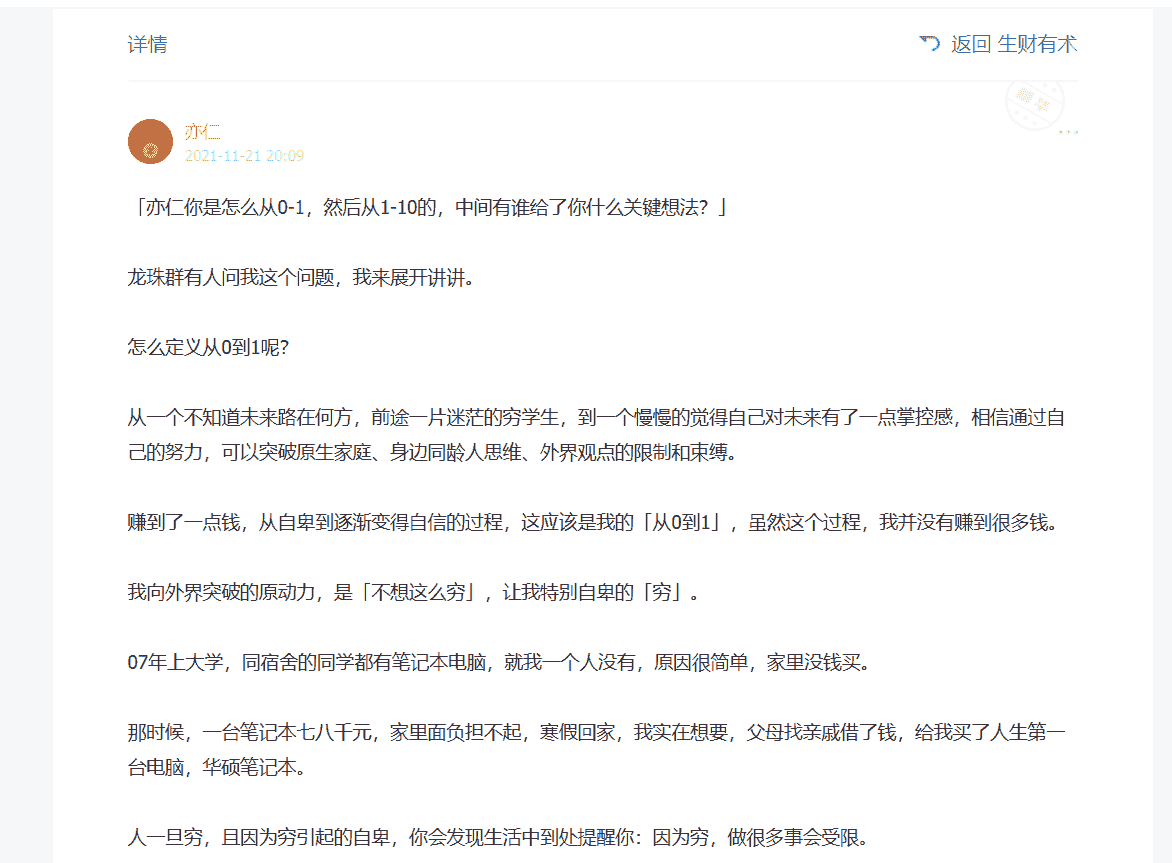 详情
返回 生财有术
亦仁
2021-11-21 20:09
「亦仁你是怎么从0-1，然后从1-10的，中间有谁给了你什么关键想法？」
龙珠群有人问我这个问题，我来展开讲讲。
怎么定义从0到1呢？
从一个不知道未来路在何方，前途一片迷茫的穷学生，到一个慢慢的觉得自己对未来有了一点掌控感，相信通过自
己的努力，可以突破原生家庭、身边同龄人思维、外界观点的限制和束缚。
赚到了一点钱，从自卑到逐渐变得自信的过程，这应该是我的「从0到1」，虽然这个过程，我并没有赚到很多钱。
我向外界突破的原动力，是「不想这么穷」，让我特别自卑的「穷」。
07年上大学，同宿舍的同学都有笔记本电脑，就我一个人没有，原因很简单，家里没钱买。
那时候，一台笔记本七八千元，家里面负担不起，寒假回家，我实在想要，父母找亲戚借了钱，给我买了人生第一
台电脑，华硕笔记本。
人一旦穷，且因为穷引起的自卑，你会发现生活中到处提醒你：因为穷，做很多事会受限。